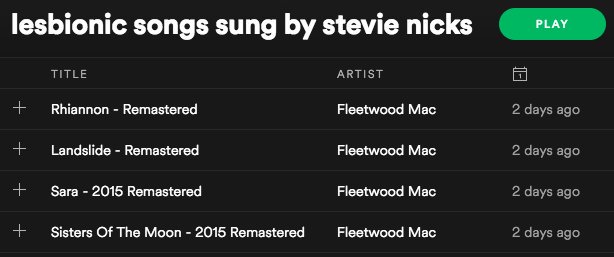 lesbionic songs sung by stevie nicks PLAY
TITLE ARTIST 1
Rhiannon - Remastered Fleetwood Mac 2 days ago
Landslide - Remastered Fleetwood Mac 2 days ago
Sara - 2015 Remastered Fleetwood Mac 2 days ago
Sisters Of The Moon - 2015 Remastered Fleetwood Mac 2 days ago